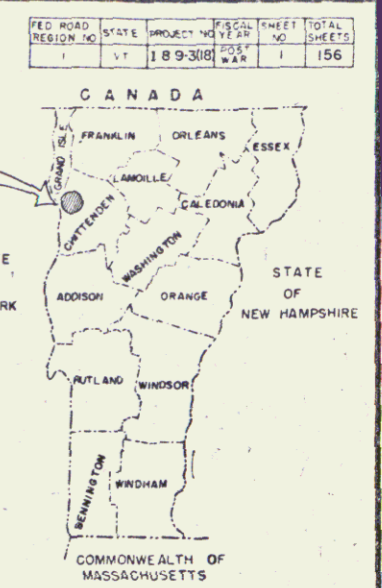 FED ROAD REGION NO STATE PROJECT NO FISCAL YEAR SHEET NO TOTAL SHEETS
1 VT 189-3(18) POST WAR 1 156
CANADA
GRAND ISLE FRANKLIN ORLEANS ESSEX
LAMOILLE
CHITTENDEN CALEDONIA
WASHINGTON
E
RK
ADDISON ORANGE
STATE
OF
NEW HAMPSHIRE
RUTLAND WINDSOR
BENNINGTON WINDHAM
COMMONWEALTH OF
MASSACHUSETTS